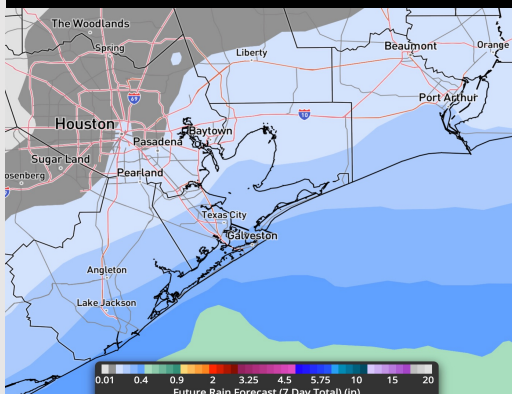 The Woodlands
Spring
Liberty
Beaumont
Orange
69
Port Arthur
10
Houston
Baytown
Pasadena
Sugar Land
osenberg
Pearland
Texas City
Galveston
Angleton
Lake Jackson
0.01 0.4 0.9 2 3.25 4.5 5.75 10 15 20
Future Rain Forecast (7 Day Total) (in)